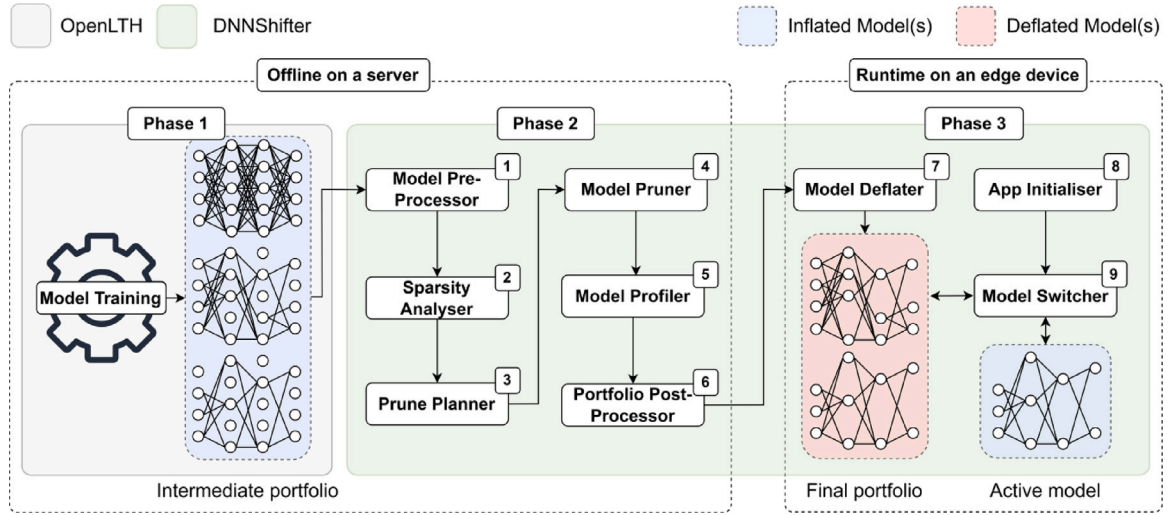 OpenLTH
DNNShifter
Inflated Model(s)
Deflated Model(s)
Offline on a server
Runtime on an edge device
Phase 1
Phase 2
Phase 3
Model Training
1
Model Pre-
Processor
2
Sparsity
Analyser
3
Prune Planner
4
Model Pruner
5
Model Profiler
6
Portfolio Post-
Processor
7
Model Deflater
8
App Initialiser
9
Model Switcher
Intermediate portfolio
Final portfolio
Active model